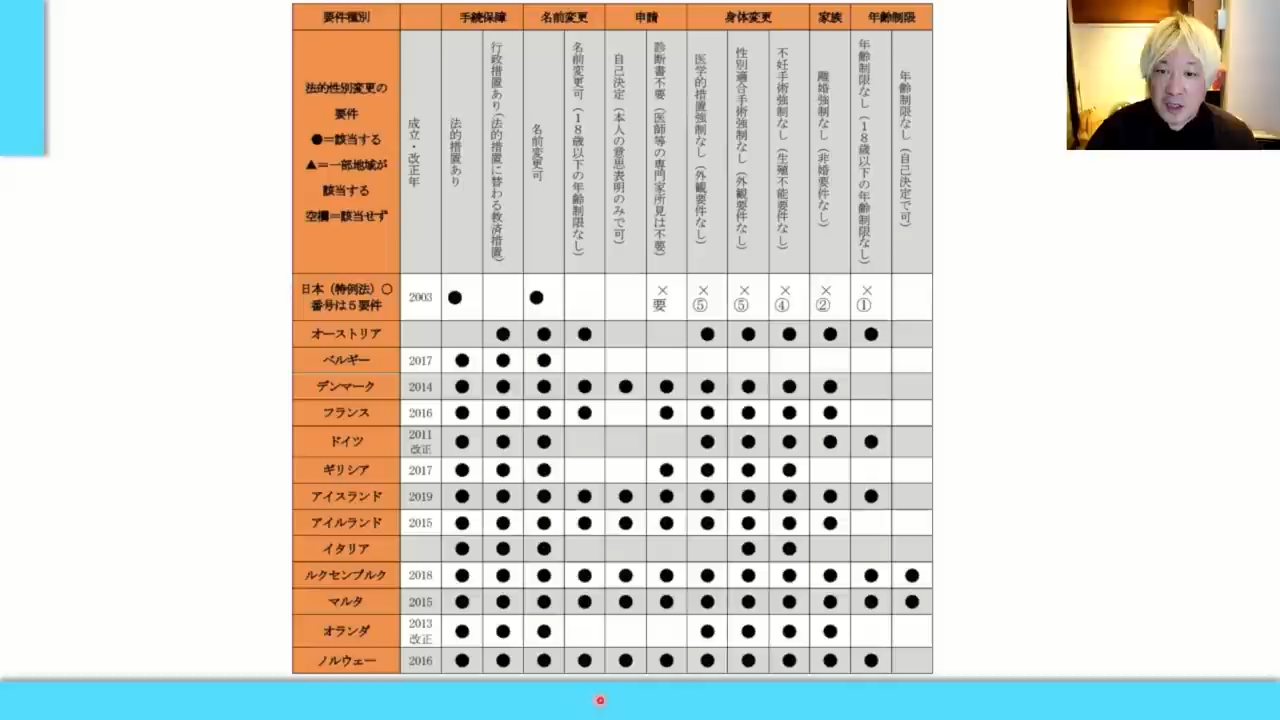 要件種別 手続保障 名前変更 申請 身体変更 家族 年齢制限
法的性別変更の
要件
●＝該当する
▲＝一部地域が
該当する
空欄＝該当せず
成立・改正年
法的措置あり
行政措置あり(法的措置に替わる救済措置)
名前変更可
名前変更可（１８歳以下の年齢制限なし）
自己決定（本人の意思表明のみで可）
診断書不要（医師等の専門家所見は不要）
医学的措置強制なし（外観要件なし）
性別適合手術強制なし（外観要件なし）
不妊手術強制なし（生殖不能要件なし）
離婚強制なし（非婚要件なし）
年齢制限なし（１８歳以下の年齢制限なし）
年齢制限なし（自己決定で可）
日本（特例法）○
番号は５要件
2003 ● ● ×要 ×⑤ ×⑤ ×④ ×② ×①
オーストリア ● ● ● ● ● ● ● ●
ベルギー 2017 ● ● ●
デンマーク 2014 ● ● ● ● ● ● ● ● ● ●
フランス 2016 ● ● ● ● ● ● ● ● ●
ドイツ 2011 改正 ● ● ● ● ● ● ● ●
ギリシア 2017 ● ● ● ● ● ● ●
アイスランド 2019 ● ● ● ● ● ● ● ● ● ● ●
アイルランド 2015 ● ● ● ● ● ● ● ● ● ●
イタリア ● ● ● ● ●
ルクセンブルク 2018 ● ● ● ● ● ● ● ● ● ● ● ●
マルタ 2015 ● ● ● ● ● ● ● ● ● ● ● ●
オランダ 2013 改正 ● ● ● ● ● ● ●
ノルウェー 2016 ● ● ● ● ● ● ● ● ● ● ●